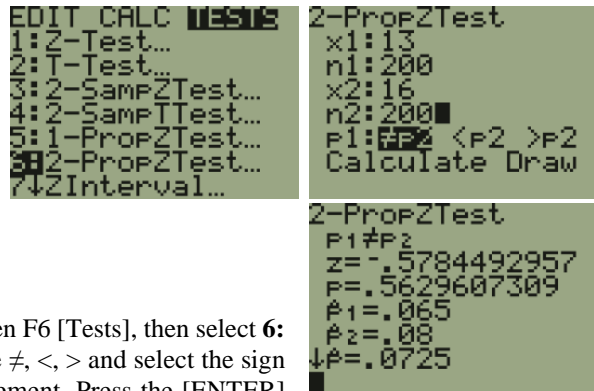 EDIT CALC TESTS
1:Z-Test…
2:T-Test…
3:2-SampZTest…
4:2-SampTTest…
5:1-PropZTest…
6:2-PropZTest…
7↓ZInterval…
2-PropZTest
x1:13
n1:200
x2:16
n2:200
p1:≠p2 <p2 >p2
Calculate Draw
2-PropZTest
p1≠p2
z=-.5784492957
p=.5629607309
p̂1=.065
p̂2=.08
↓p̂=.0725
en F6 [Tests], then select 6:
≠, <, > and select the sign
ement. Press the [ENTER]